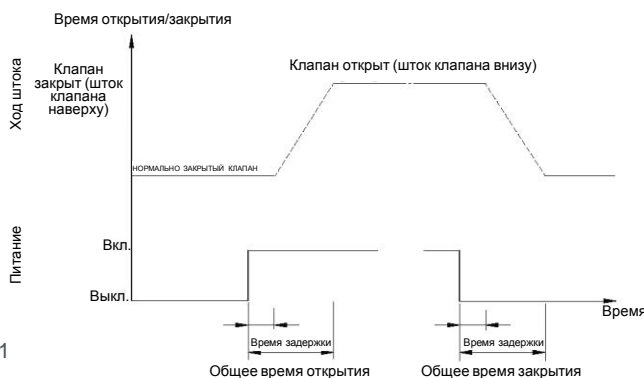 Время открытия/закрытия
Ход штока
Клапан
закрыт (шток
клапана
наверху)
Клапан открыт (шток клапана внизу)
НОРМАЛЬНО ЗАКРЫТЫЙ КЛАПАН
Питание
Вкл.
Выкл.
Время
Время задержки
Время задержки
1
Общее время открытия
Общее время закрытия